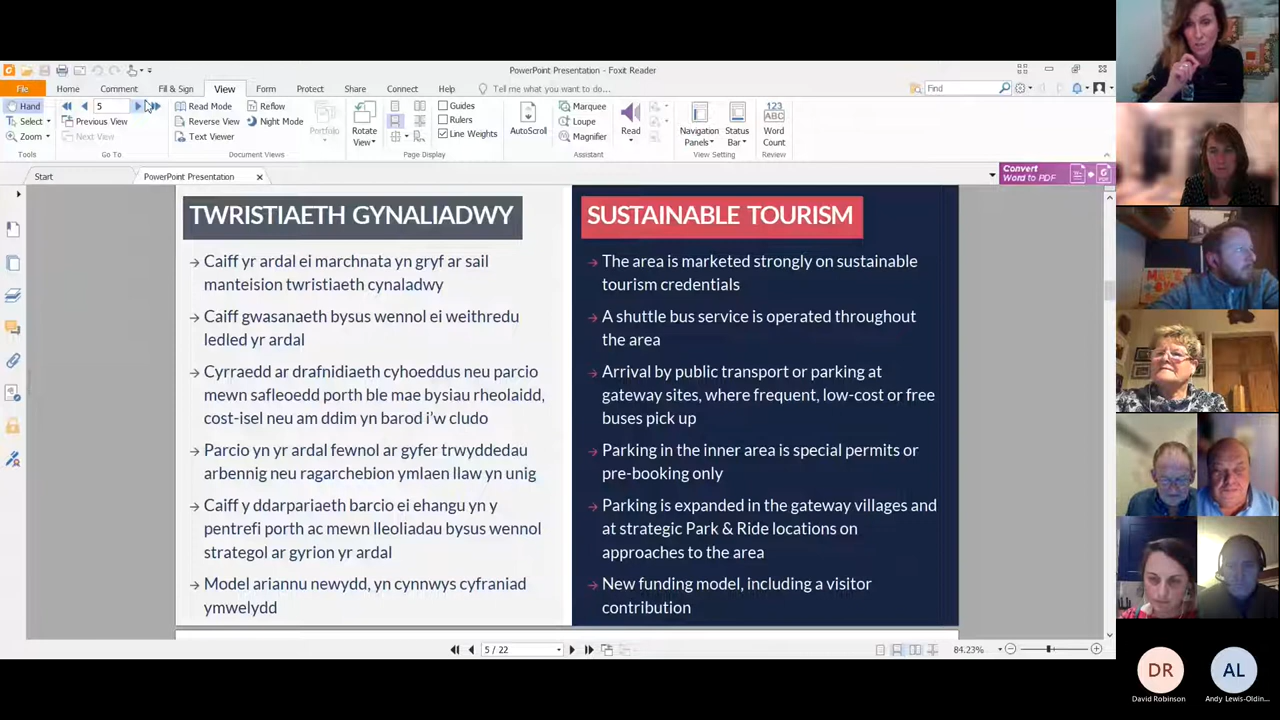 PowerPoint Presentation - Foxit Reader
File
Home
Comment
Fill & Sign
View
Form
Protect
Share
Connect
Help
Tell me what you want to do...
Find
Hand
Select
Zoom
Tools
5
Previous View
Next View
Go To
Read Mode
Reverse View
Text Viewer
Reflow
Night Mode
Document Views
Portfolio
Rotate
View
Page Display
Guides
Rulers
Line Weights
AutoScroll
Marquee
Loupe
Magnifier
Assistant
Read
Navigation
Panels
Status
Bar
View Setting
123
ABC
Word
Count
Review
Start
PowerPoint Presentation
Convert
Word to PDF
TWRISTIAETH GYNALIADWY
Caiff yr ardal ei marchnata yn gryf ar sail
manteision twristiaeth cynaladwy
Caiff gwasanaeth bysus wennol ei weithredu
ledled yr ardal
Cyrraedd ar drafnidiaeth cyhoeddus neu parcio
mewn safleoedd porth ble mae bysiau rheolaidd,
cost-isel neu am ddim yn barod i'w cludo
Parcio yn yr ardal fewnol ar gyfer trwyddedau
arbennig neu ragarchebion ymlaen llaw yn unig
Caiff y ddarpariaeth barcio ei ehangu yn y
pentrefi porth ac mewn lleoliadau bysus wennol
strategol ar gyrion yr ardal
Model ariannu newydd, yn cynnwys cyfraniad
ymwelydd
SUSTAINABLE TOURISM
The area is marketed strongly on sustainable
tourism credentials
A shuttle bus service is operated throughout
the area
Arrival by public transport or parking at
gateway sites, where frequent, low-cost or free
buses pick up
Parking in the inner area is special permits or
pre-booking only
Parking is expanded in the gateway villages and
at strategic Park & Ride locations on
approaches to the area
New funding model, including a visitor
contribution
5 / 22
84.23%
DR
David Robinson
AL
Andy Lewis-Oldin...